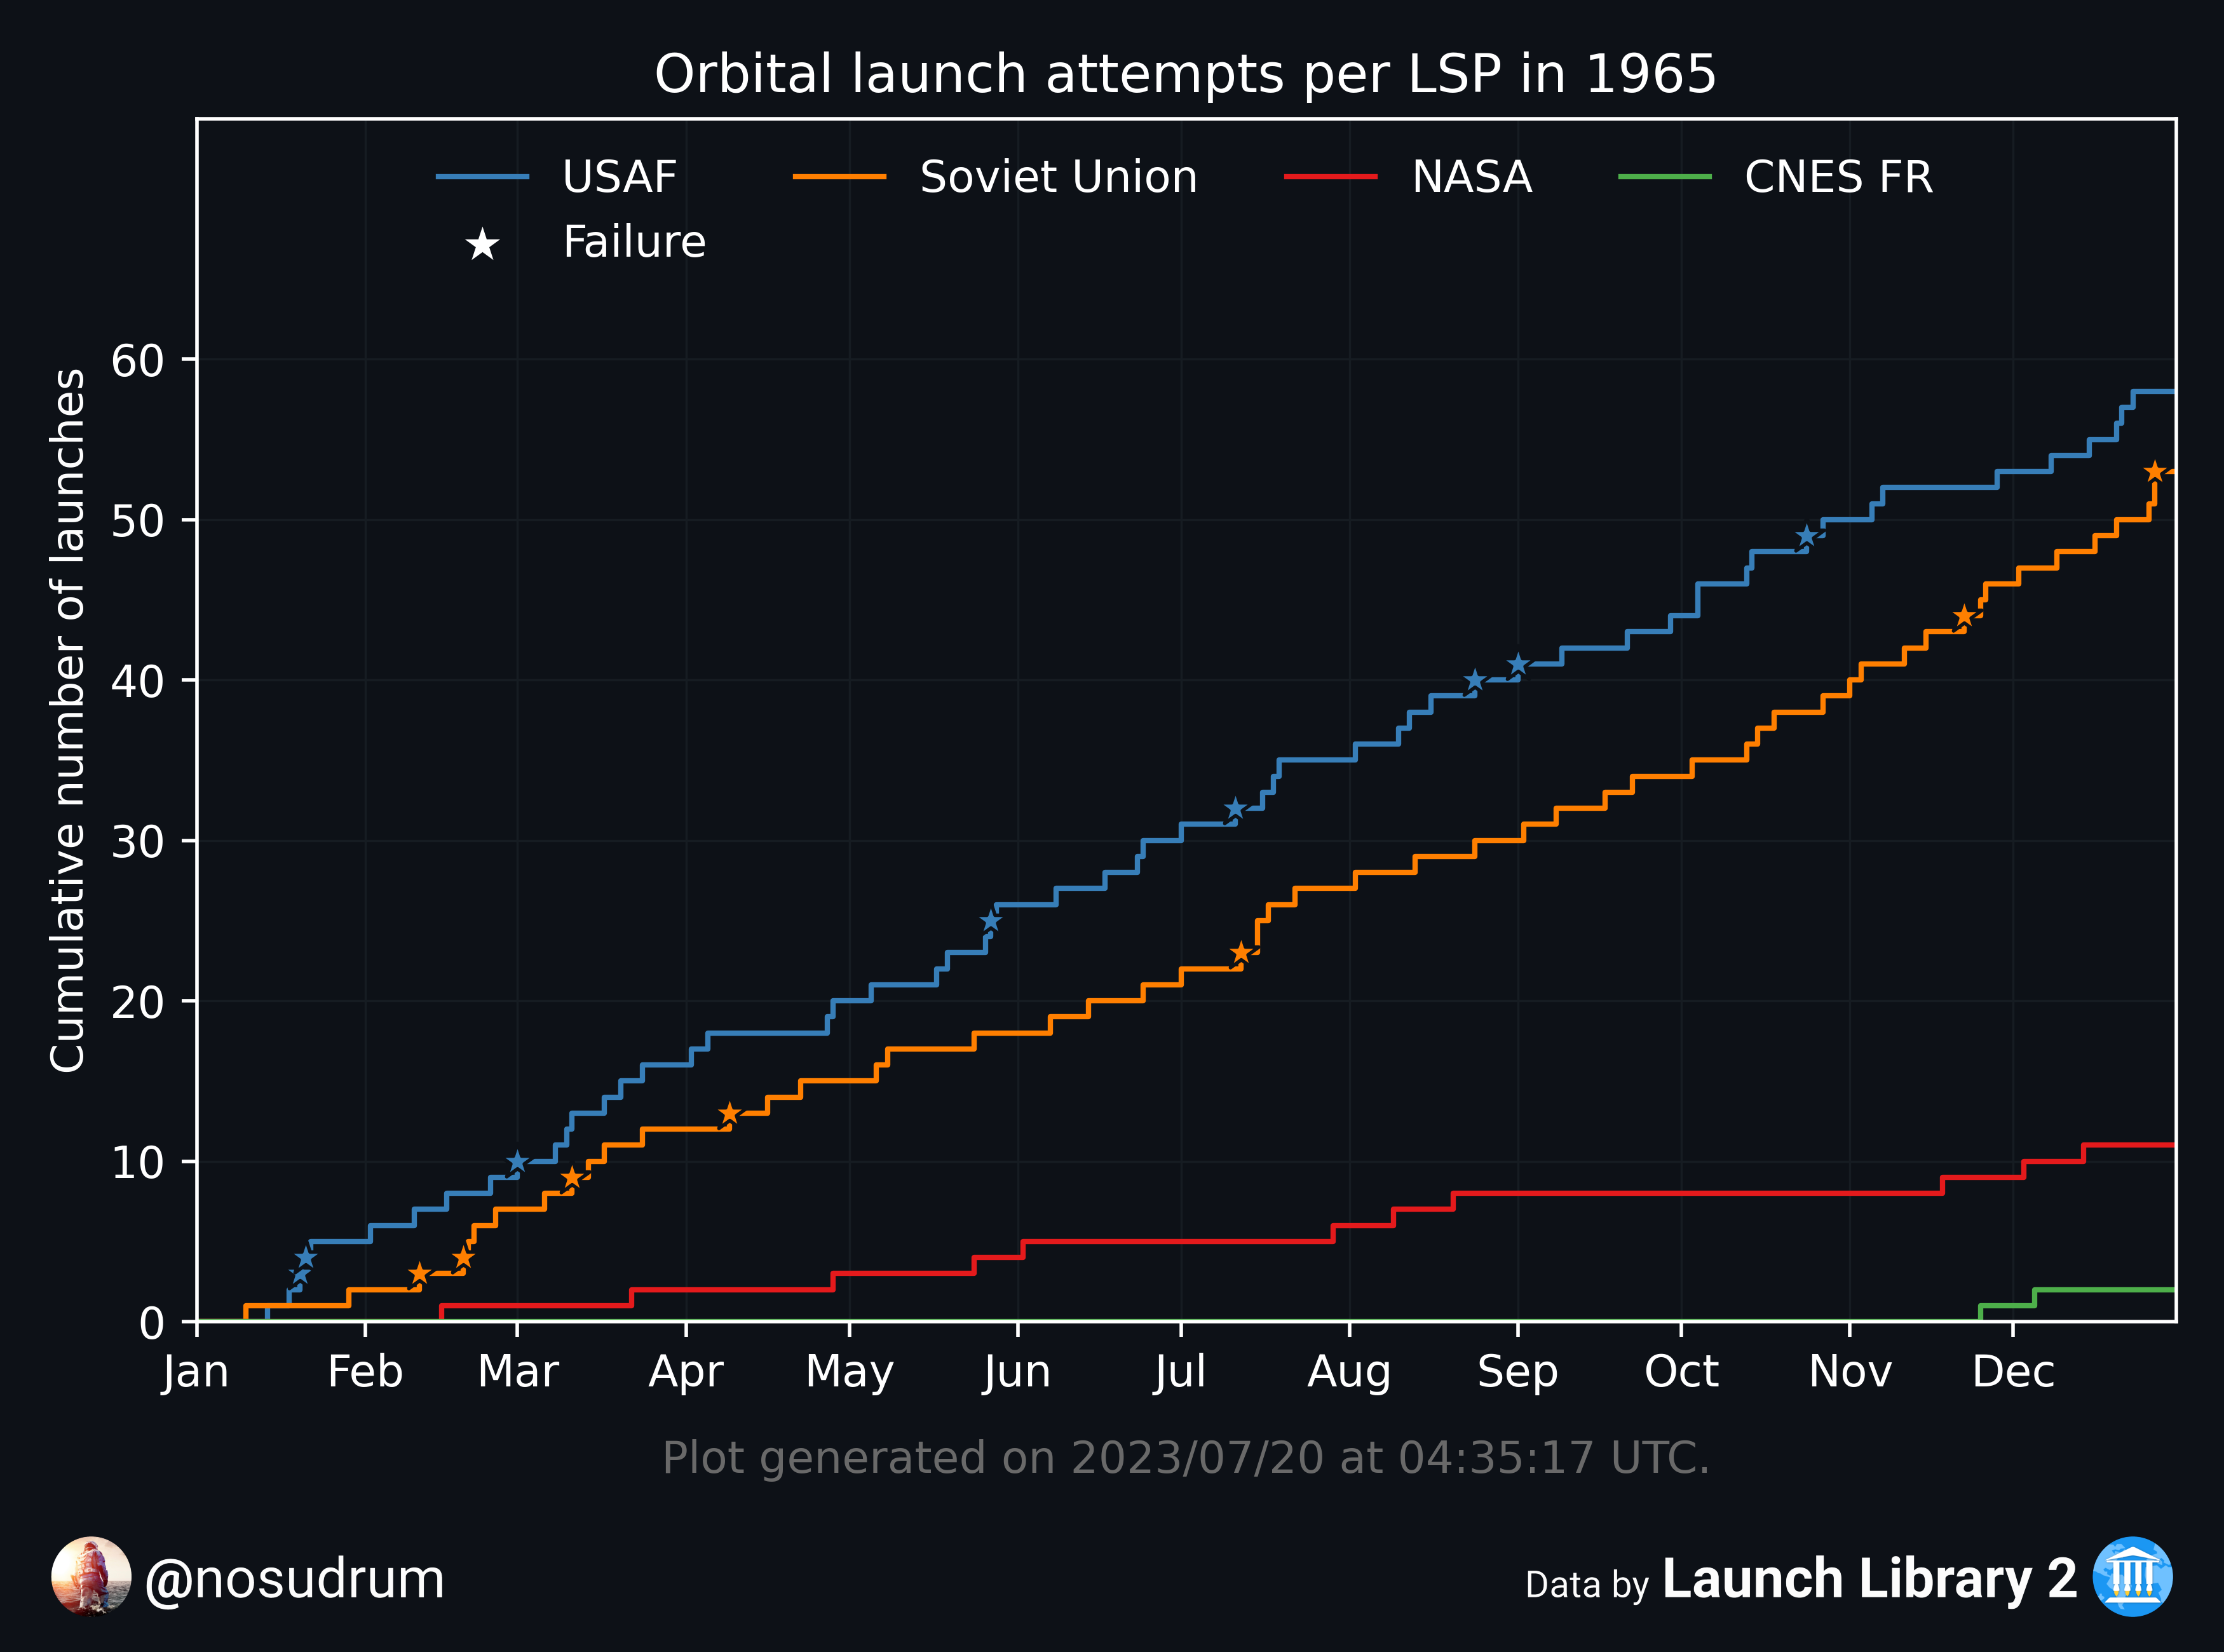 Orbital launch attempts per LSP in 1965
USAF Soviet Union NASA CNES FR
Failure
Cumulative number of launches
60
50
40
30
20
10
0
Jan Feb Mar Apr May Jun Jul Aug Sep Oct Nov Dec
Plot generated on 2023/07/20 at 04:35:17 UTC.
@nosudrum
Data by Launch Library 2